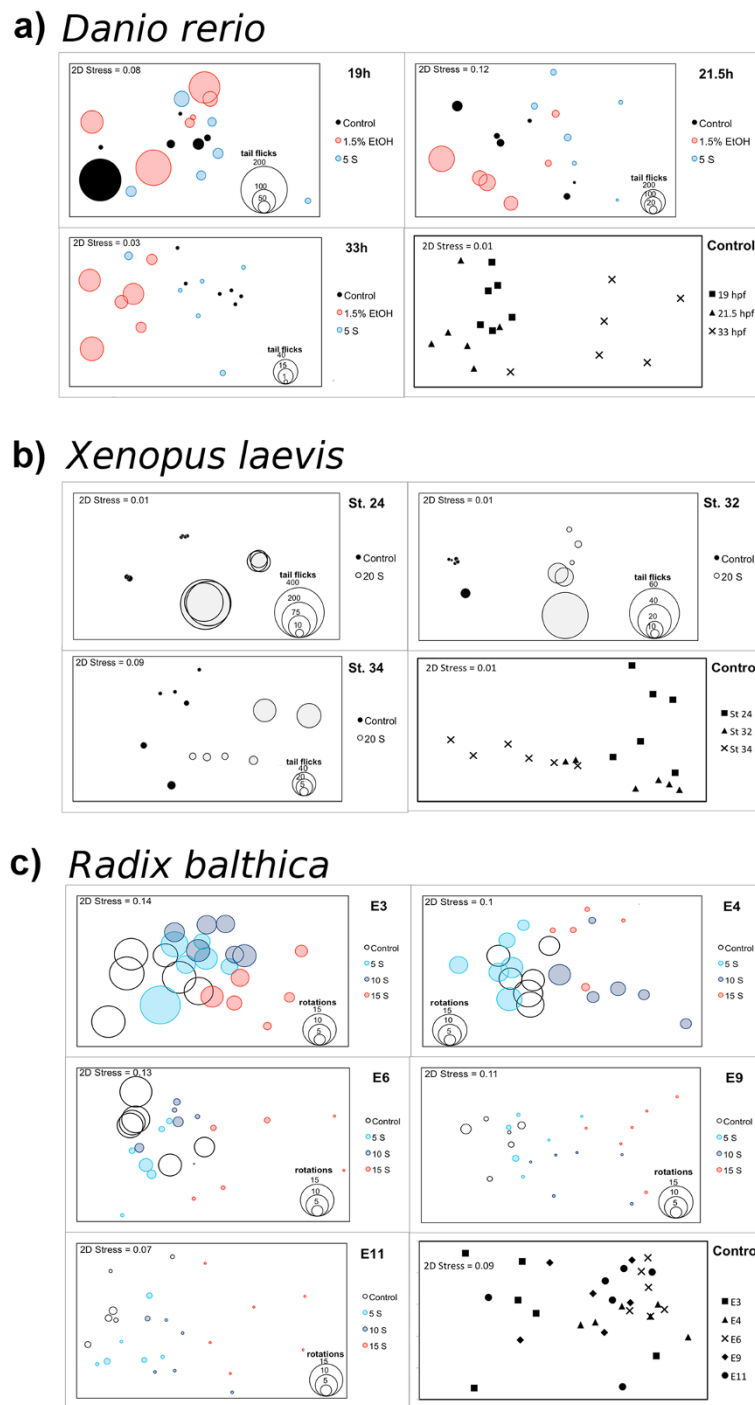 a) Danio rerio
2D Stress = 0.08
19h
Control
1.5% EtOH
5 S
tail flicks
200
100
50
2D Stress = 0.12
21.5h
Control
1.5% EtOH
5 S
tail flicks
200
100
20
2D Stress = 0.03
33h
Control
1.5% EtOH
5 S
tail flicks
40
15
1
2D Stress = 0.01
Control
19 hpf
21.5 hpf
33 hpf
b) Xenopus laevis
2D Stress = 0.01
St. 24
Control
20 S
tail flicks
400
200
75
10
2D Stress = 0.01
St. 32
Control
20 S
tail flicks
60
40
20
10
2D Stress = 0.09
St. 34
Control
20 S
tail flicks
40
20
5
2D Stress = 0.01
Control
St 24
St 32
St 34
c) Radix balthica
2D Stress = 0.14
E3
Control
5 S
10 S
15 S
rotations
15
10
5
2D Stress = 0.1
E4
Control
5 S
10 S
15 S
rotations
15
10
5
2D Stress = 0.13
E6
Control
5 S
10 S
15 S
rotations
15
10
5
2D Stress = 0.11
E9
Control
5 S
10 S
15 S
rotations
15
10
5
2D Stress = 0.07
E11
Control
5 S
10 S
15 S
rotations
15
10
5
2D Stress = 0.09
Control
E3
E4
E6
E9
E11